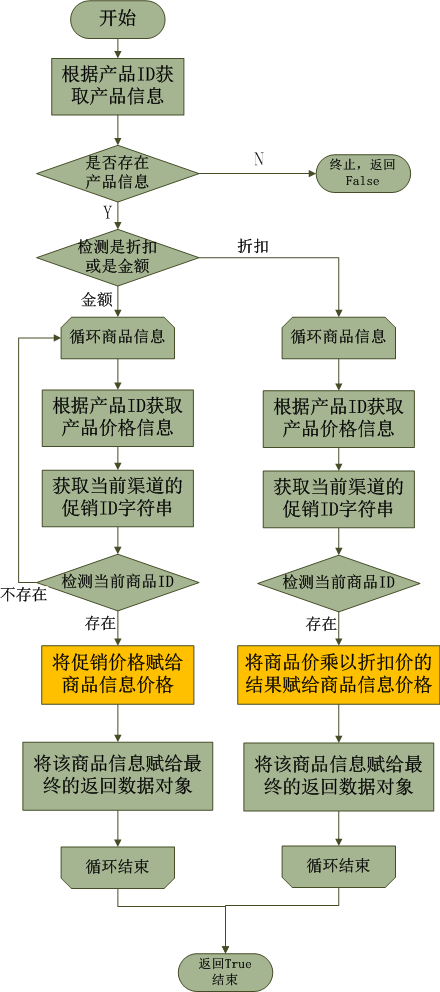 开始
根据产品ID获
取产品信息
是否存在
产品信息
N
终止，返回
False
Y
检测是折扣
或是金额
折扣
金额
循环商品信息
循环商品信息
根据产品ID获取
产品价格信息
根据产品ID获取
产品价格信息
获取当前渠道的
促销ID字符串
获取当前渠道的
促销ID字符串
检测当前商品ID
检测当前商品ID
不存在
存在
存在
将促销价格赋给
商品信息价格
将商品价乘以折扣价的
结果赋给商品信息价格
将该商品信息赋给最
终的返回数据对象
将该商品信息赋给最
终的返回数据对象
循环结束
循环结束
返回True
结束